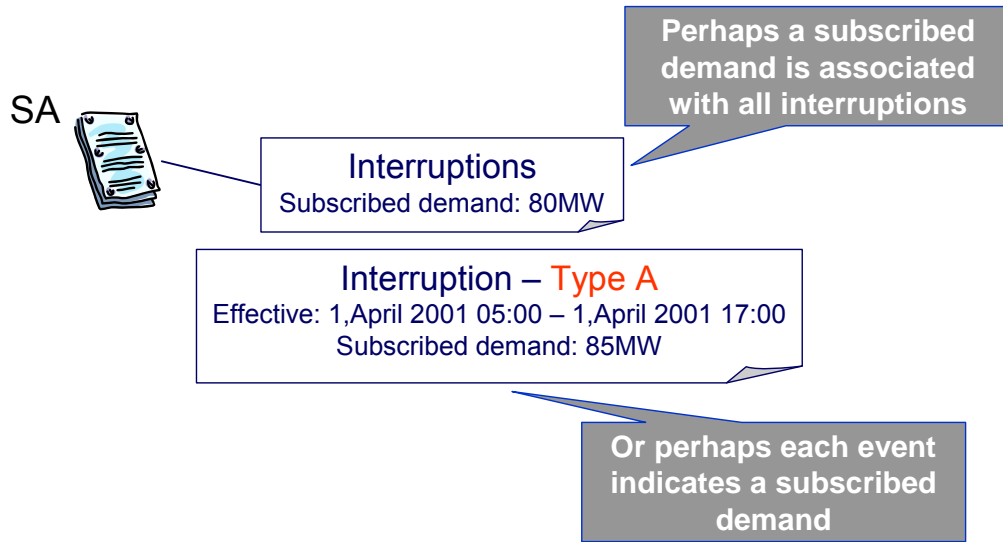 Perhaps a subscribed
demand is associated
with all interruptions
SA
Interruptions
Subscribed demand: 80MW
Interruption – Type A
Effective: 1,April 2001 05:00 – 1,April 2001 17:00
Subscribed demand: 85MW
Or perhaps each event
indicates a subscribed
demand